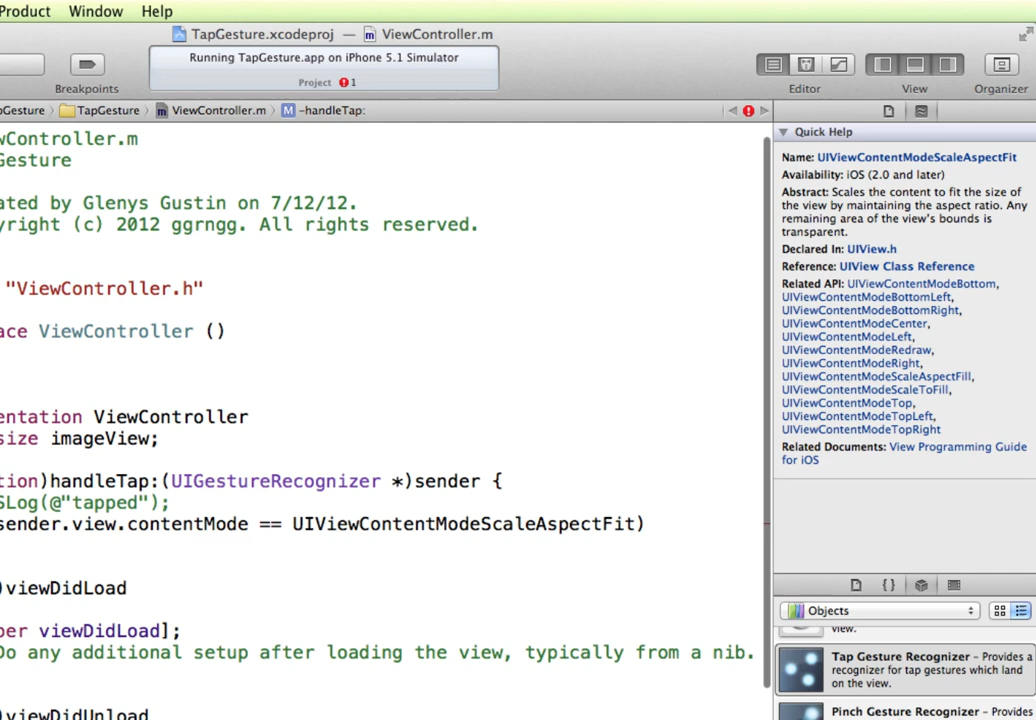 Product Window Help
TapGesture.xcodeproj — m ViewController.m
Running TapGesture.app on iPhone 5.1 Simulator
Project 1
Breakpoints
Editor View Organizer
oGesture TapGesture m ViewController.m M -handleTap:
wController.m
Gesture
ated by Glenys Gustin on 7/12/12.
yright (c) 2012 ggrngg. All rights reserved.
"ViewController.h"
ace ViewController ()
entation ViewController
size imageView;
tion)handleTap:(UIGestureRecognizer *)sender {
SLog(@"tapped");
sender.view.contentMode == UIViewContentModeScaleAspectFit)
)viewDidLoad
per viewDidLoad];
Do any additional setup after loading the view, typically from a nib.
)viewDidUnload
Quick Help
Name: UIViewContentModeScaleAspectFit
Availability: iOS (2.0 and later)
Abstract: Scales the content to fit the size of
the view by maintaining the aspect ratio. Any
remaining area of the view's bounds is
transparent.
Declared In: UIView.h
Reference: UIView Class Reference
Related API: UIViewContentModeBottom,
UIViewContentModeBottomLeft,
UIViewContentModeBottomRight,
UIViewContentModeCenter,
UIViewContentModeLeft,
UIViewContentModeRedraw,
UIViewContentModeRight,
UIViewContentModeScaleAspectFill,
UIViewContentModeScaleToFill,
UIViewContentModeTop,
UIViewContentModeTopLeft,
UIViewContentModeTopRight
Related Documents: View Programming Guide
for iOS
{ }
Objects
view.
Tap Gesture Recognizer – Provides a
recognizer for tap gestures which land
on the view.
Pinch Gesture Recognizer – Provides